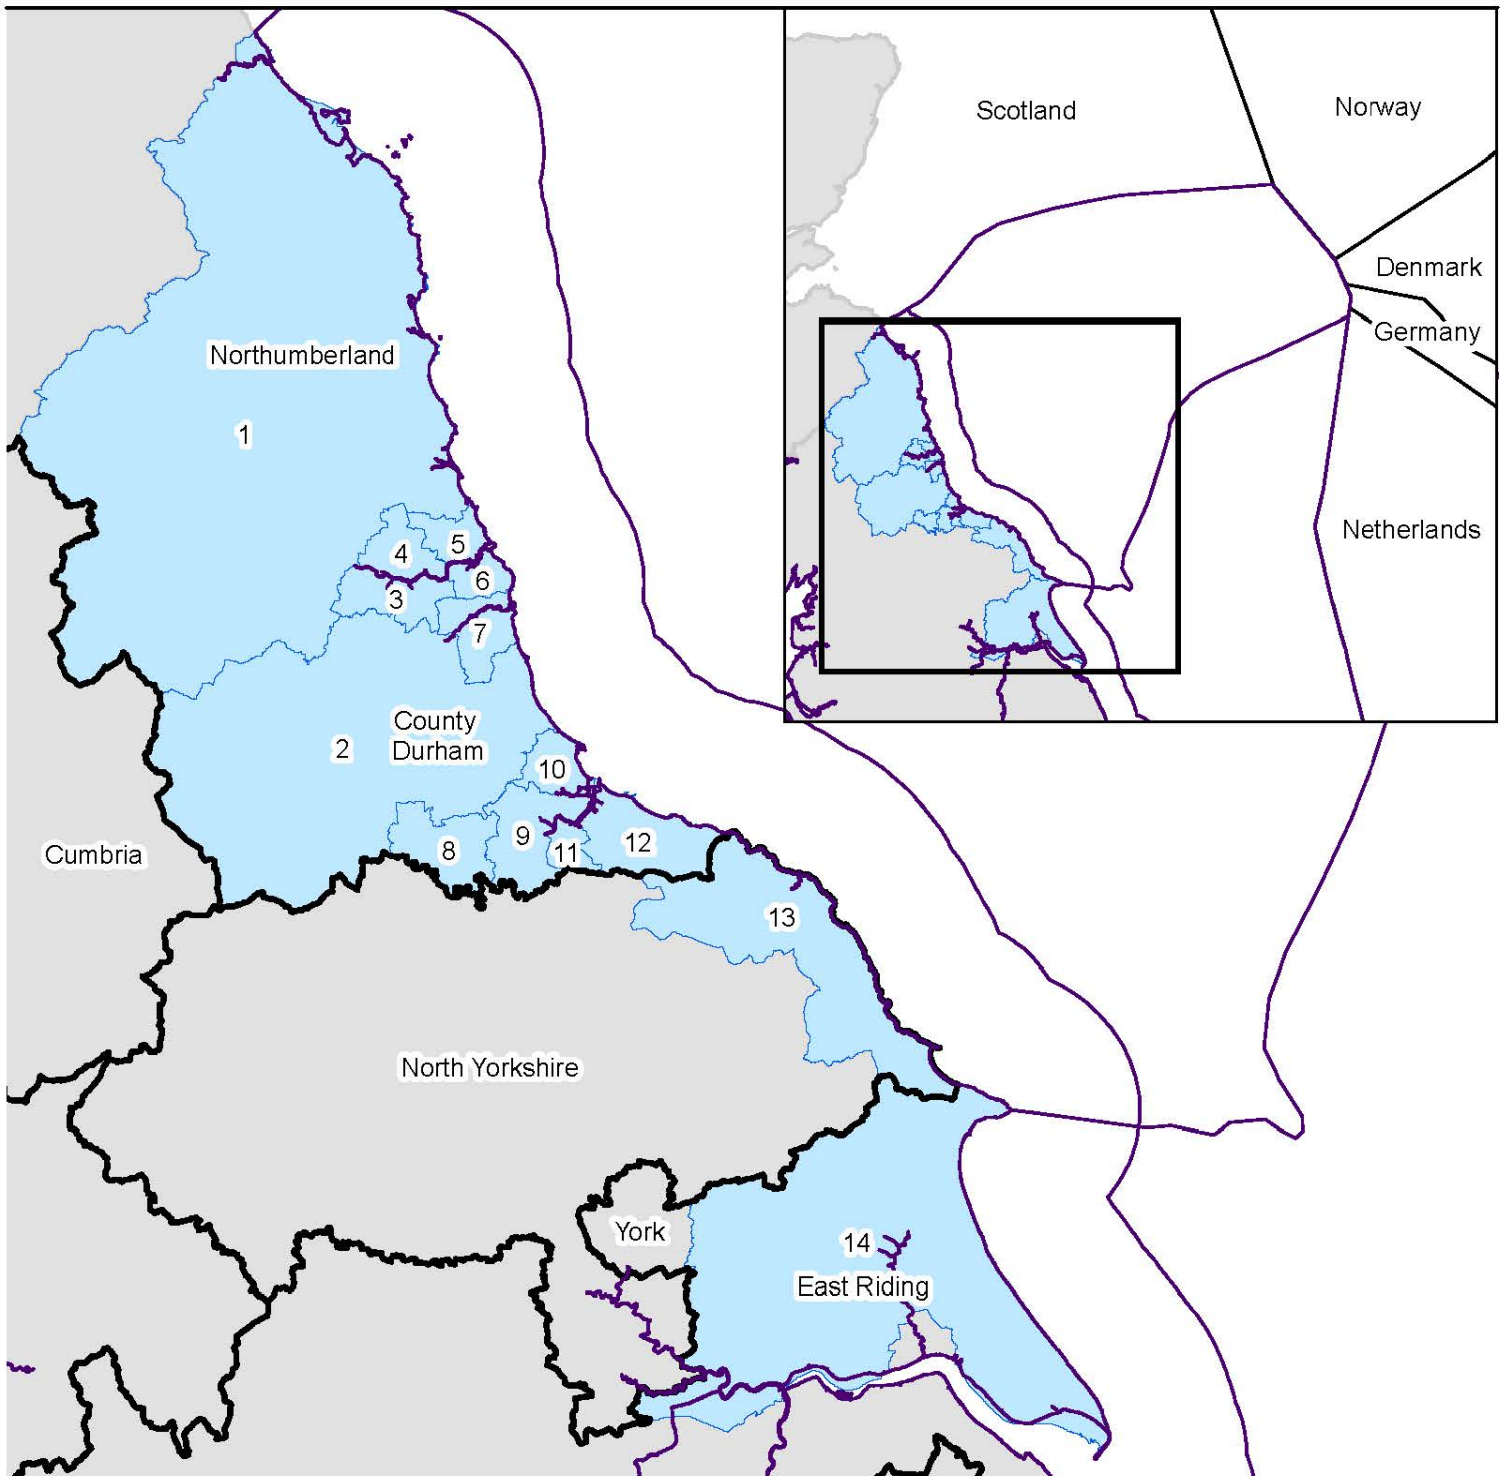 Scotland
Norway
Denmark
Germany
Netherlands
Northumberland
1
4
5
3
6
7
County
Durham
2
10
9
8
11
12
Cumbria
13
North Yorkshire
York
14
East Riding